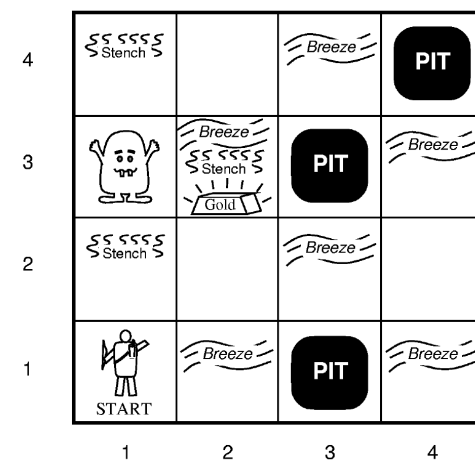 4
Stench
Breeze
PIT
3
Breeze
Stench
Gold
PIT
Breeze
2
Stench
Breeze
1
START
Breeze
PIT
Breeze
1 2 3 4